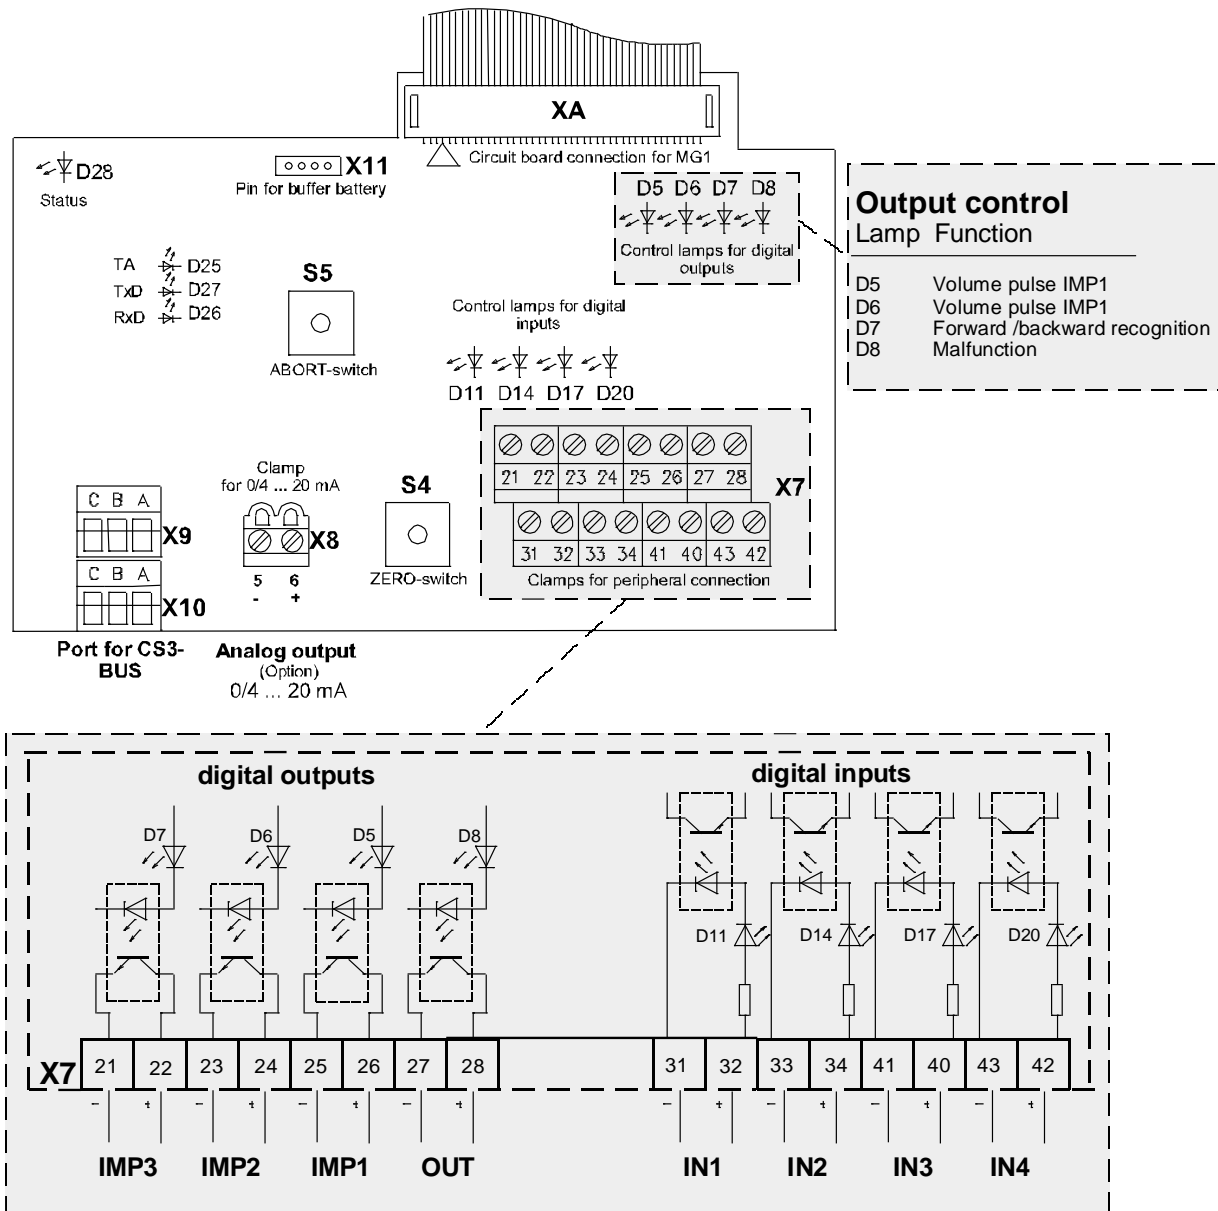 XA
Circuit board connection for MG1
D28
Status
X11
Pin for buffer battery
D5 D6 D7 D8
Control lamps for digital
outputs
Output control
Lamp Function
D5 Volume pulse IMP1
D6 Volume pulse IMP1
D7 Forward /backward recognition
D8 Malfunction
TA D25
TxD D27
RxD D26
S5
ABORT-switch
Control lamps for digital
inputs
D11 D14 D17 D20
21 22 23 24 25 26 27 28
X7
31 32 33 34 41 40 43 42
Clamps for peripheral connection
Clamp
for 0/4 ... 20 mA
X8
5 6
- +
S4
ZERO-switch
C B A
X9
C B A
X10
Port for CS3-
BUS
Analog output
(Option)
0/4 ... 20 mA
digital outputs
digital inputs
D7 D6 D5 D8
D11 D14 D17 D20
X7 21 22 23 24 25 26 27 28 31 32 33 34 41 40 43 42
- + - + - + - + - + - + - + - +
IMP3 IMP2 IMP1 OUT IN1 IN2 IN3 IN4